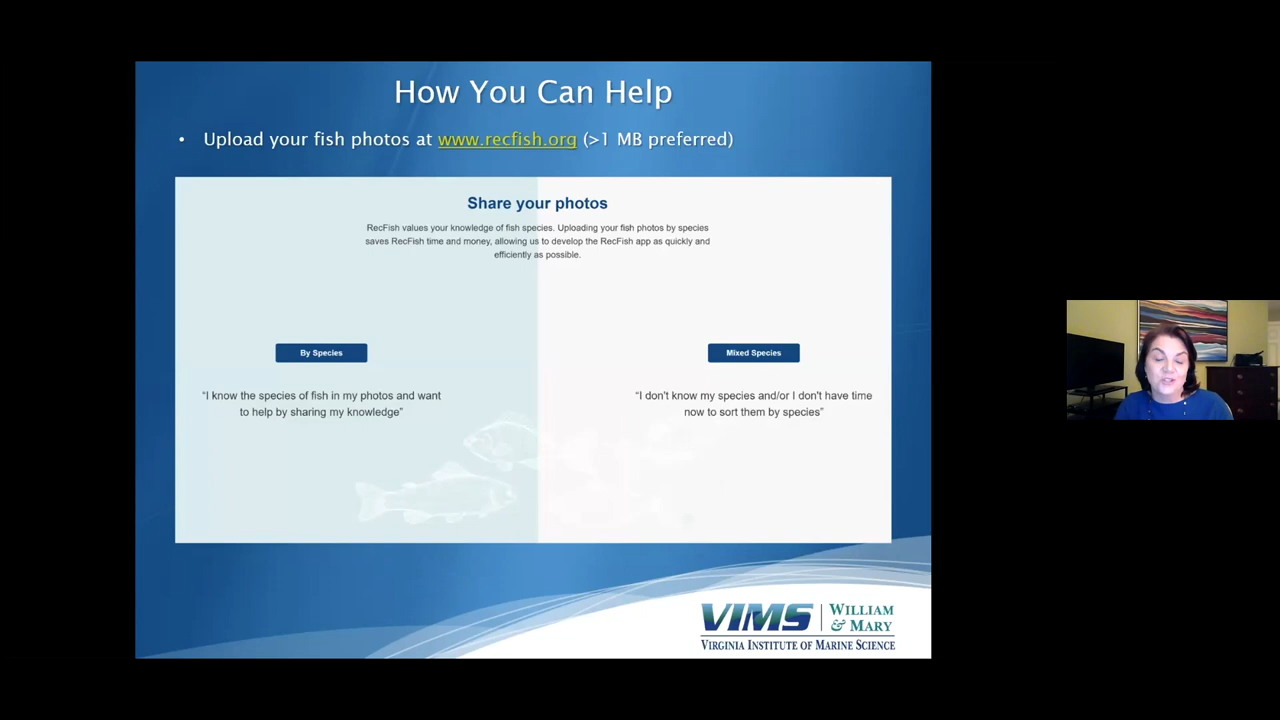 How You Can Help
• Upload your fish photos at www.recfish.org (>1 MB preferred)
Share your photos
RecFish values your knowledge of fish species. Uploading your fish photos by species
saves RecFish time and money, allowing us to develop the RecFish app as quickly and
efficiently as possible.
By Species
Mixed Species
“I know the species of fish in my photos and want
to help by sharing my knowledge”
“I don't know my species and/or I don't have time
now to sort them by species”
VIMS
WILLIAM
& MARY
VIRGINIA INSTITUTE OF MARINE SCIENCE